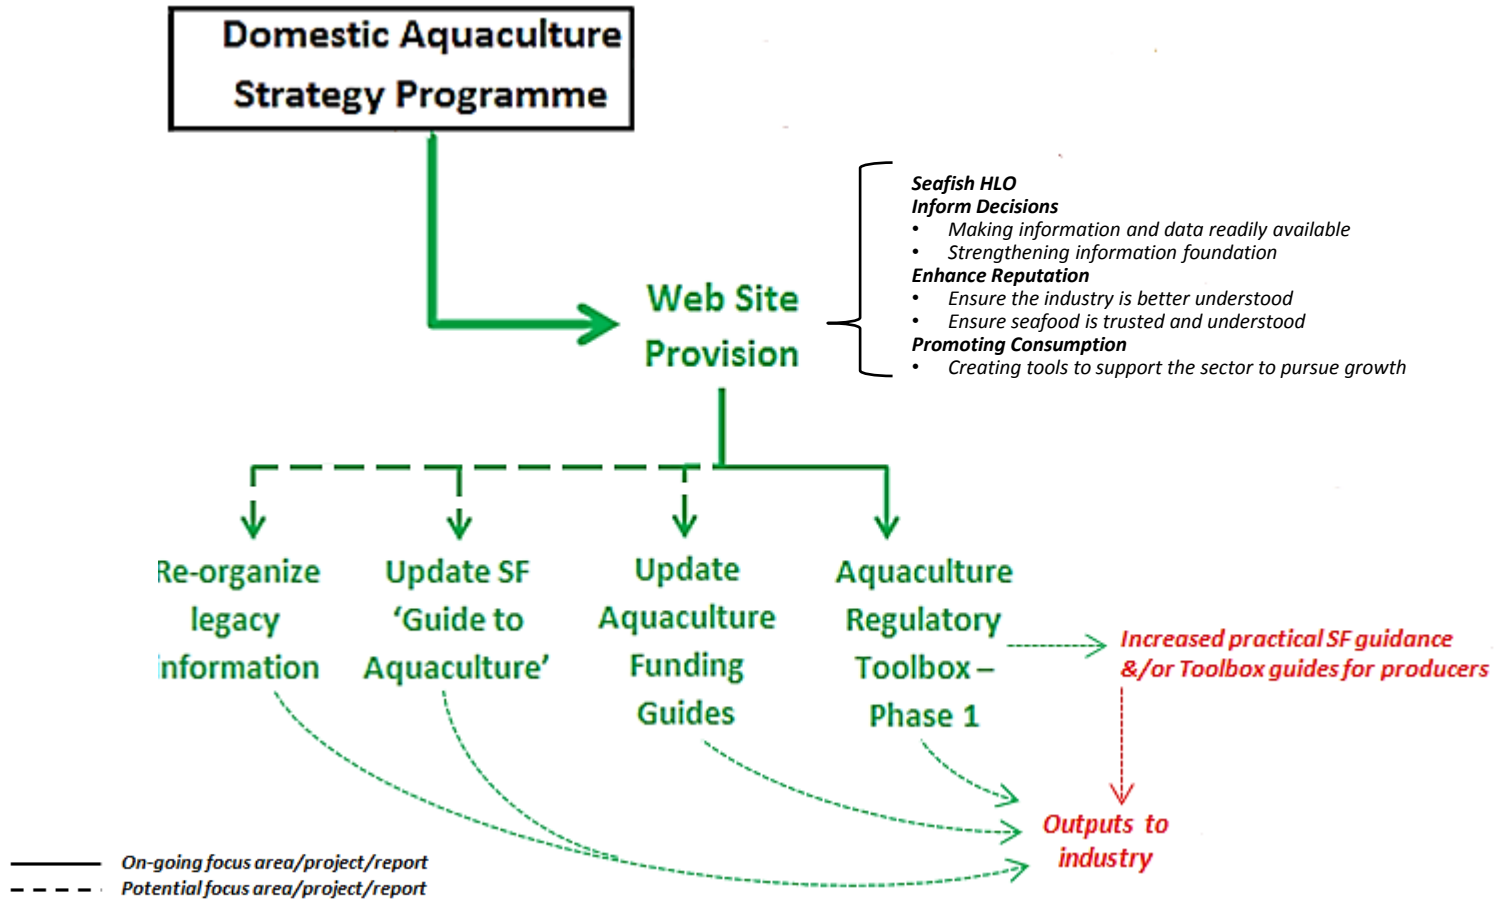 Domestic Aquaculture
Strategy Programme
Seafish HLO
Inform Decisions
• Making information and data readily available
• Strengthening information foundation
Enhance Reputation
• Ensure the industry is better understood
• Ensure seafood is trusted and understood
Promoting Consumption
• Creating tools to support the sector to pursue growth
Web Site
Provision
Re-organize
legacy
information
Update SF
‘Guide to
Aquaculture’
Update
Aquaculture
Funding
Guides
Aquaculture
Regulatory
Toolbox –
Phase 1
Increased practical SF guidance
&/or Toolbox guides for producers
Outputs to
industry
On-going focus area/project/report
Potential focus area/project/report